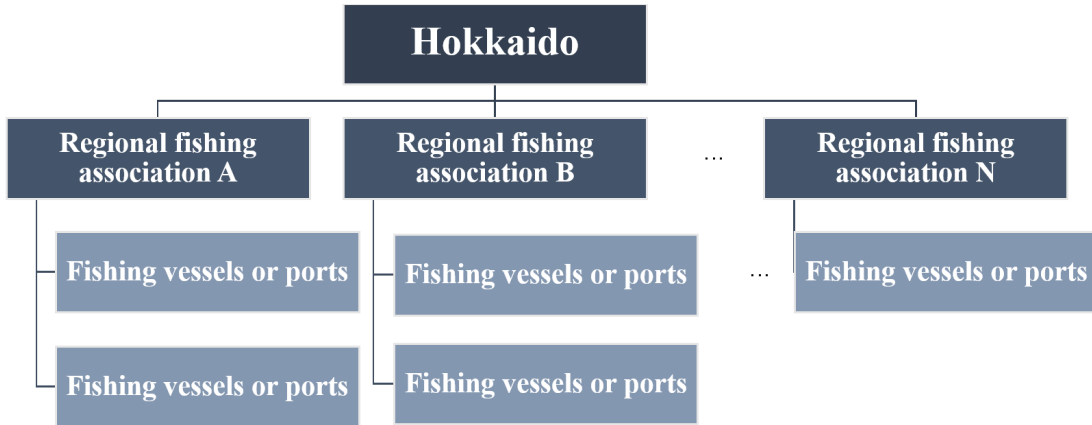 Hokkaido
Regional fishing
association A
Regional fishing
association B
...
Regional fishing
association N
Fishing vessels or ports
Fishing vessels or ports
...
Fishing vessels or ports
Fishing vessels or ports
Fishing vessels or ports